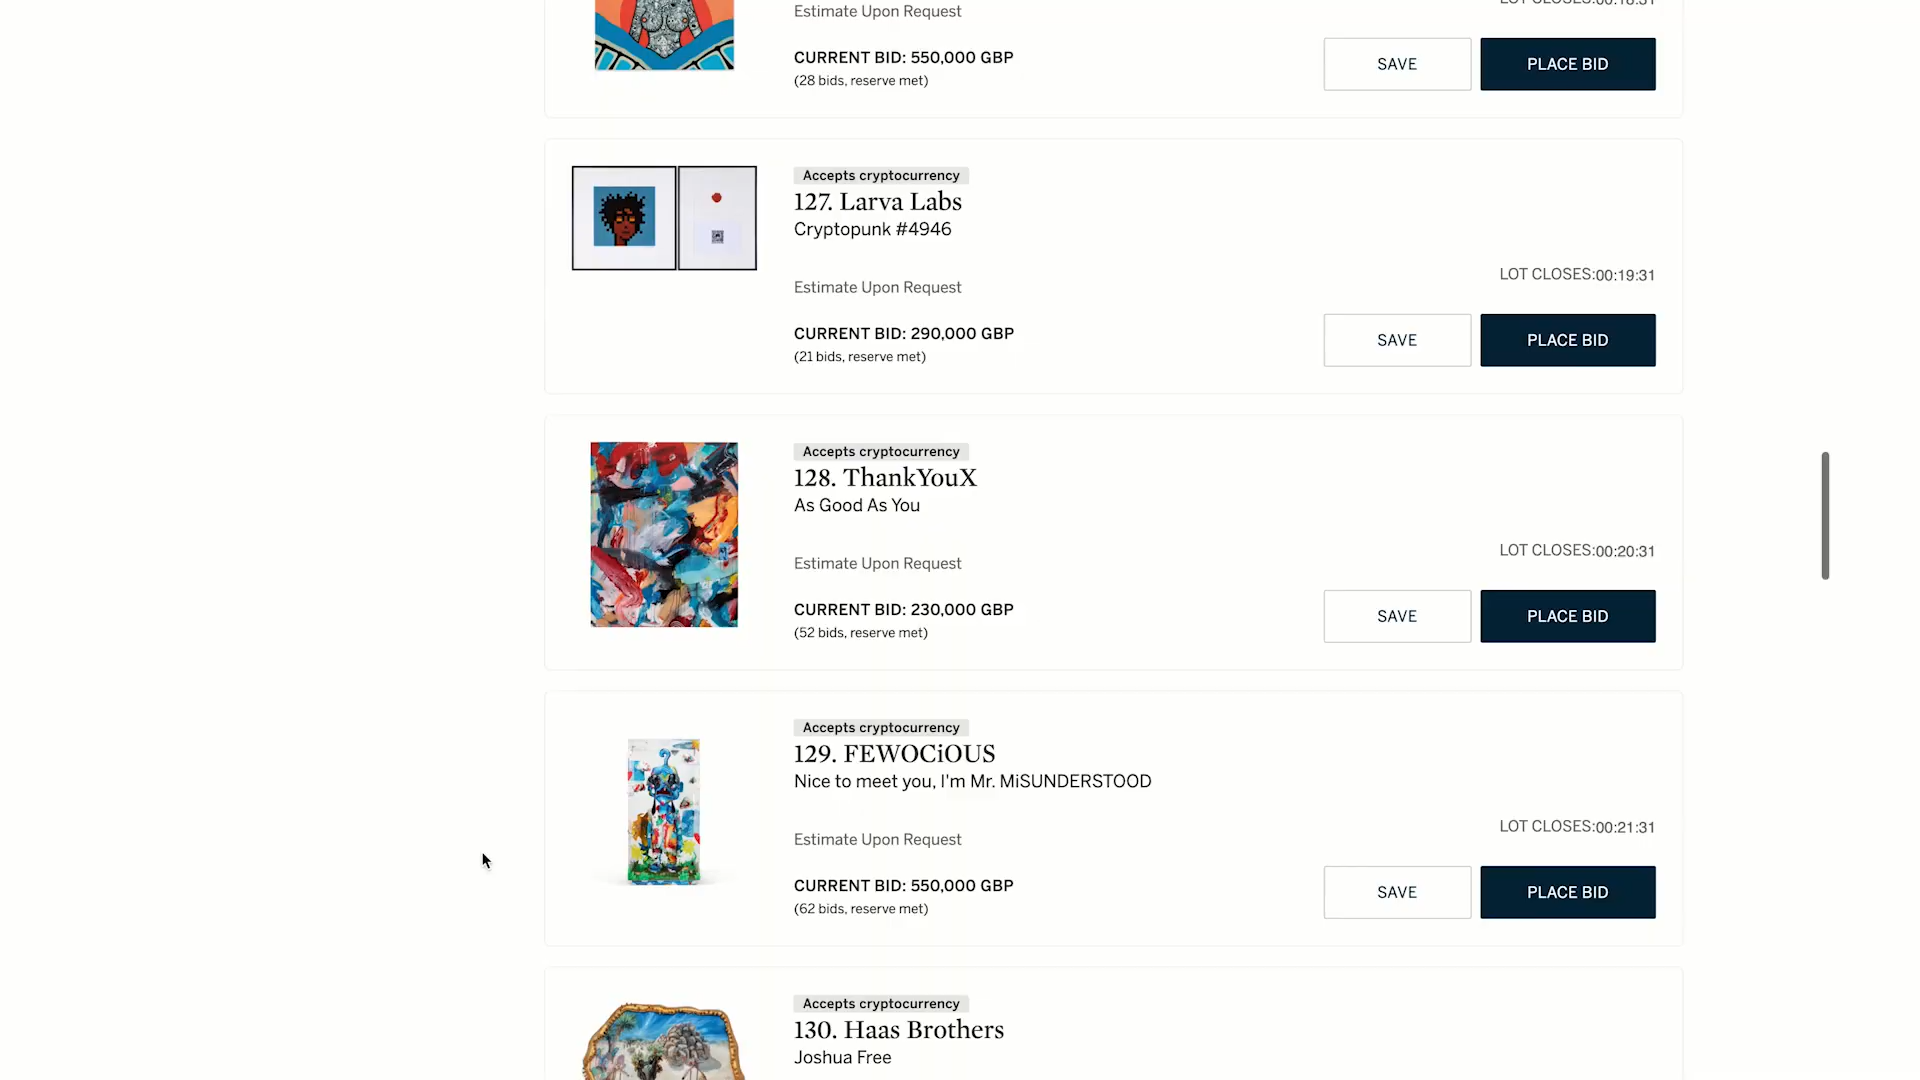 Estimate Upon Request
LOT CLOSES:00:18:31
CURRENT BID: 550,000 GBP
(28 bids, reserve met)
SAVE
PLACE BID
Accepts cryptocurrency
127. Larva Labs
Cryptopunk #4946
LOT CLOSES:00:19:31
Estimate Upon Request
CURRENT BID: 290,000 GBP
(21 bids, reserve met)
SAVE
PLACE BID
Accepts cryptocurrency
128. ThankYouX
As Good As You
LOT CLOSES:00:20:31
Estimate Upon Request
CURRENT BID: 230,000 GBP
(52 bids, reserve met)
SAVE
PLACE BID
Accepts cryptocurrency
129. FEWOCiOUS
Nice to meet you, I'm Mr. MiSUNDERSTOOD
LOT CLOSES:00:21:31
Estimate Upon Request
CURRENT BID: 550,000 GBP
(62 bids, reserve met)
SAVE
PLACE BID
Accepts cryptocurrency
130. Haas Brothers
Joshua Free